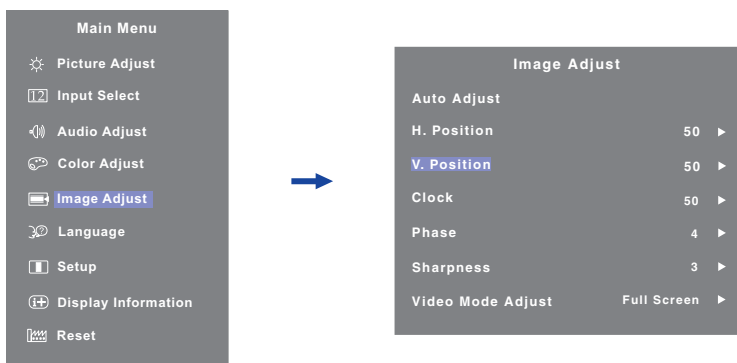 Main Menu
Picture Adjust
12 Input Select
Audio Adjust
Color Adjust
Image Adjust
Language
Setup
Display Information
Reset
Image Adjust
Auto Adjust
H. Position 50
V. Position 50
Clock 50
Phase 4
Sharpness 3
Video Mode Adjust Full Screen